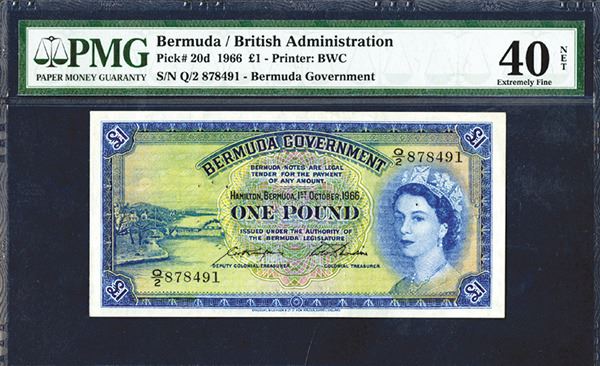 PMG
PAPER MONEY GUARANTY
Bermuda / British Administration
Pick# 20d 1966 £1 - Printer: BWC
S/N Q/2 878491 - Bermuda Government
40 NET
Extremely Fine
£1
£1
BERMUDA GOVERNMENT
BERMUDA NOTES ARE LEGAL
TENDER FOR THE PAYMENT
OF ANY AMOUNT.
Q/2 878491
HAMILTON, BERMUDA, 1ST OCTOBER, 1966.
ONE POUND
ISSUED UNDER THE AUTHORITY OF
THE BERMUDA LEGISLATURE
Q/2 878491
DEPUTY COLONIAL TREASURER
COLONIAL TREASURER
£1
£1